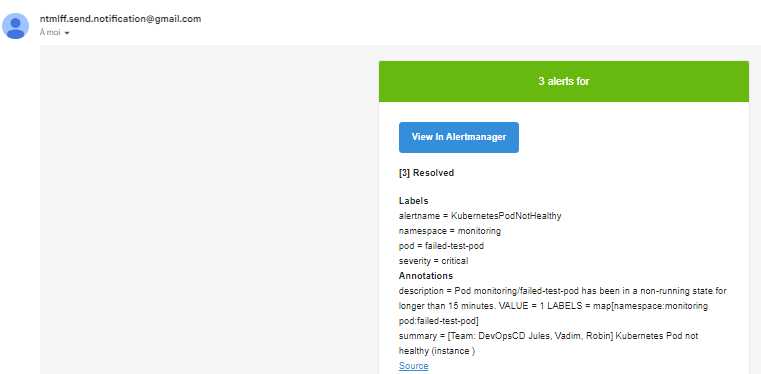 ntmlff.send.notification@gmail.com
À moi
3 alerts for
View In Alertmanager
[3] Resolved
Labels
alertname = KubernetesPodNotHealthy
namespace = monitoring
pod = failed-test-pod
severity = critical
Annotations
description = Pod monitoring/failed-test-pod has been in a non-running state for
longer than 15 minutes. VALUE = 1 LABELS = map[namespace:monitoring
pod:failed-test-pod]
summary = [Team: DevOpsCD Jules, Vadim, Robin] Kubernetes Pod not
healthy (instance )
Source